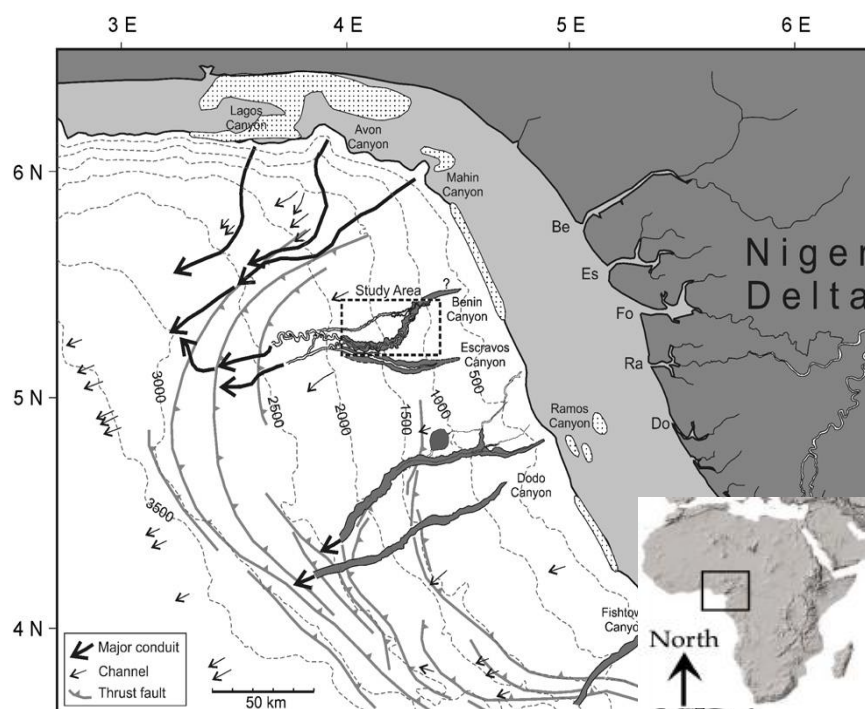 3 E 4 E 5 E 6 E
6 N
5 N
4 N
Lagos
Canyon
Avon
Canyon
Mahin
Canyon
Be
Es
Fo
Ra
Do
Niger
Delta
Study Area
?
Benin
Canyon
Escravos
Canyon
Ramos
Canyon
Dodo
Canyon
500
1000
1500
2000
2500
3000
3500
Fishtow
Canyo
Major conduit
Channel
Thrust fault
50 km
North